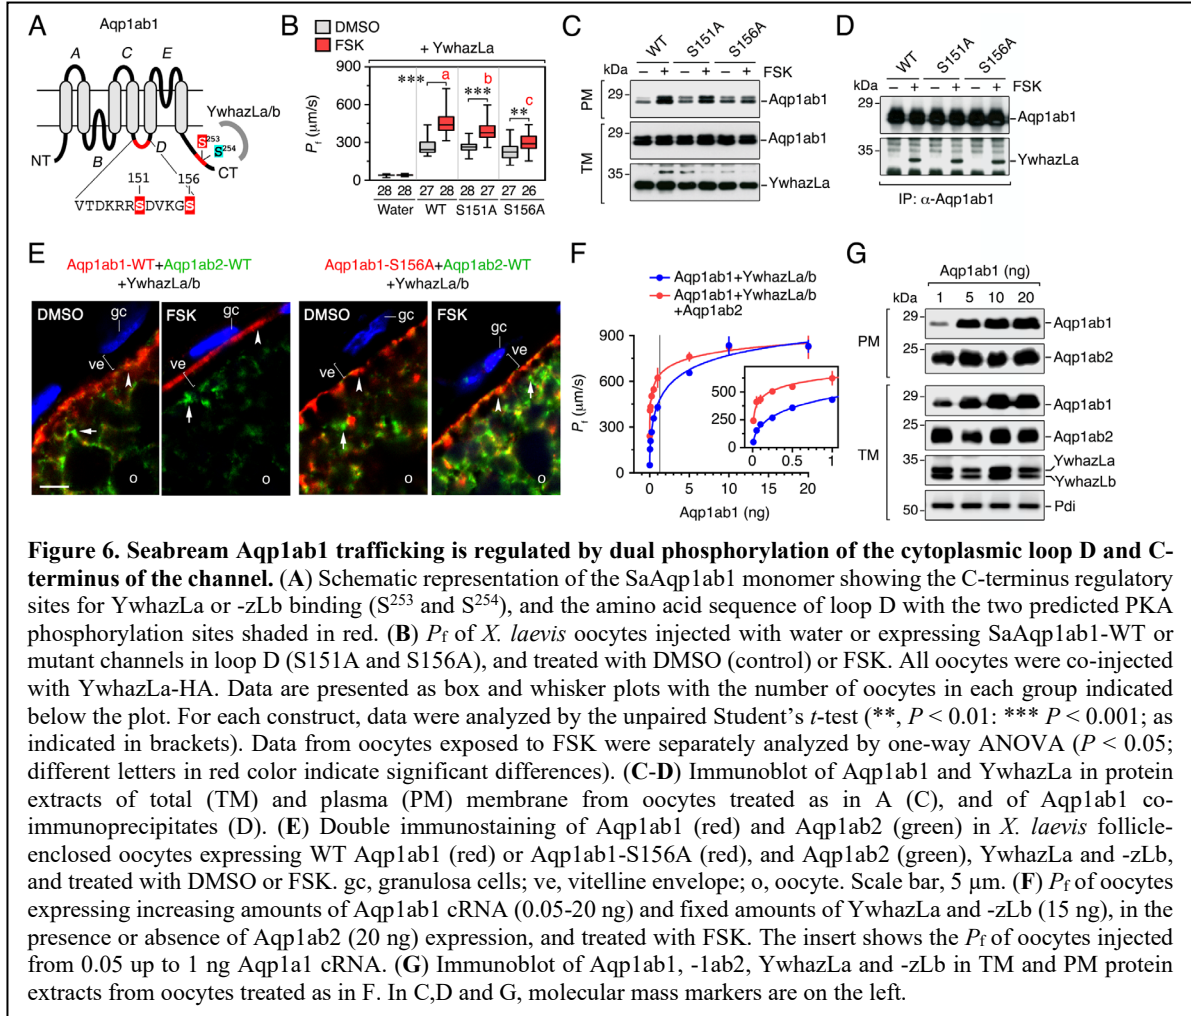 A
Aqp1ab1
A
C
E
YwhazLa/b
S253
S254
NT
B
D
CT
151
156
VTDKRRSDVKGS
B
DMSO
FSK
+ YwhazLa
Pf (µm/s)
900
600
300
0
***
a
***
b
**
c
28 28 27 28 28 27 27 26
Water WT S151A S156A
C
WT S151A S156A
kDa
– + – + – + FSK
PM
29
Aqp1ab1
TM
29
Aqp1ab1
35
YwhazLa
D
WT S151A S156A
kDa
– + – + – + FSK
29
Aqp1ab1
35
YwhazLa
IP: α-Aqp1ab1
E
Aqp1ab1-WT+Aqp1ab2-WT
+YwhazLa/b
Aqp1ab1-S156A+Aqp1ab2-WT
+YwhazLa/b
DMSO
gc
ve
o
FSK
gc
ve
o
DMSO
gc
ve
o
FSK
gc
ve
o
F
Aqp1ab1+YwhazLa/b
Aqp1ab1+YwhazLa/b
+Aqp1ab2
Pf (µm/s)
900
600
300
0
500
250
0
0 0.5 1
0 5 10 15 20
Aqp1ab1 (ng)
G
Aqp1ab1 (ng)
kDa
1 5 10 20
PM
29
Aqp1ab1
25
Aqp1ab2
TM
29
Aqp1ab1
25
Aqp1ab2
35
YwhazLa
YwhazLb
50
Pdi
Figure 6. Seabream Aqp1ab1 trafficking is regulated by dual phosphorylation of the cytoplasmic loop D and C-
terminus of the channel. (A) Schematic representation of the SaAqp1ab1 monomer showing the C-terminus regulatory
sites for YwhazLa or -zLb binding (S253 and S254), and the amino acid sequence of loop D with the two predicted PKA
phosphorylation sites shaded in red. (B) Pf of X. laevis oocytes injected with water or expressing SaAqp1ab1-WT or
mutant channels in loop D (S151A and S156A), and treated with DMSO (control) or FSK. All oocytes were co-injected
with YwhazLa-HA. Data are presented as box and whisker plots with the number of oocytes in each group indicated
below the plot. For each construct, data were analyzed by the unpaired Student’s t-test (**, P < 0.01: *** P < 0.001; as
indicated in brackets). Data from oocytes exposed to FSK were separately analyzed by one-way ANOVA (P < 0.05;
different letters in red color indicate significant differences). (C-D) Immunoblot of Aqp1ab1 and YwhazLa in protein
extracts of total (TM) and plasma (PM) membrane from oocytes treated as in A (C), and of Aqp1ab1 co-
immunoprecipitates (D). (E) Double immunostaining of Aqp1ab1 (red) and Aqp1ab2 (green) in X. laevis follicle-
enclosed oocytes expressing WT Aqp1ab1 (red) or Aqp1ab1-S156A (red), and Aqp1ab2 (green), YwhazLa and -zLb,
and treated with DMSO or FSK. gc, granulosa cells; ve, vitelline envelope; o, oocyte. Scale bar, 5 µm. (F) Pf of oocytes
expressing increasing amounts of Aqp1ab1 cRNA (0.05-20 ng) and fixed amounts of YwhazLa and -zLb (15 ng), in the
presence or absence of Aqp1ab2 (20 ng) expression, and treated with FSK. The insert shows the Pf of oocytes injected
from 0.05 up to 1 ng Aqp1a1 cRNA. (G) Immunoblot of Aqp1ab1, -1ab2, YwhazLa and -zLb in TM and PM protein
extracts from oocytes treated as in F. In C,D and G, molecular mass markers are on the left.